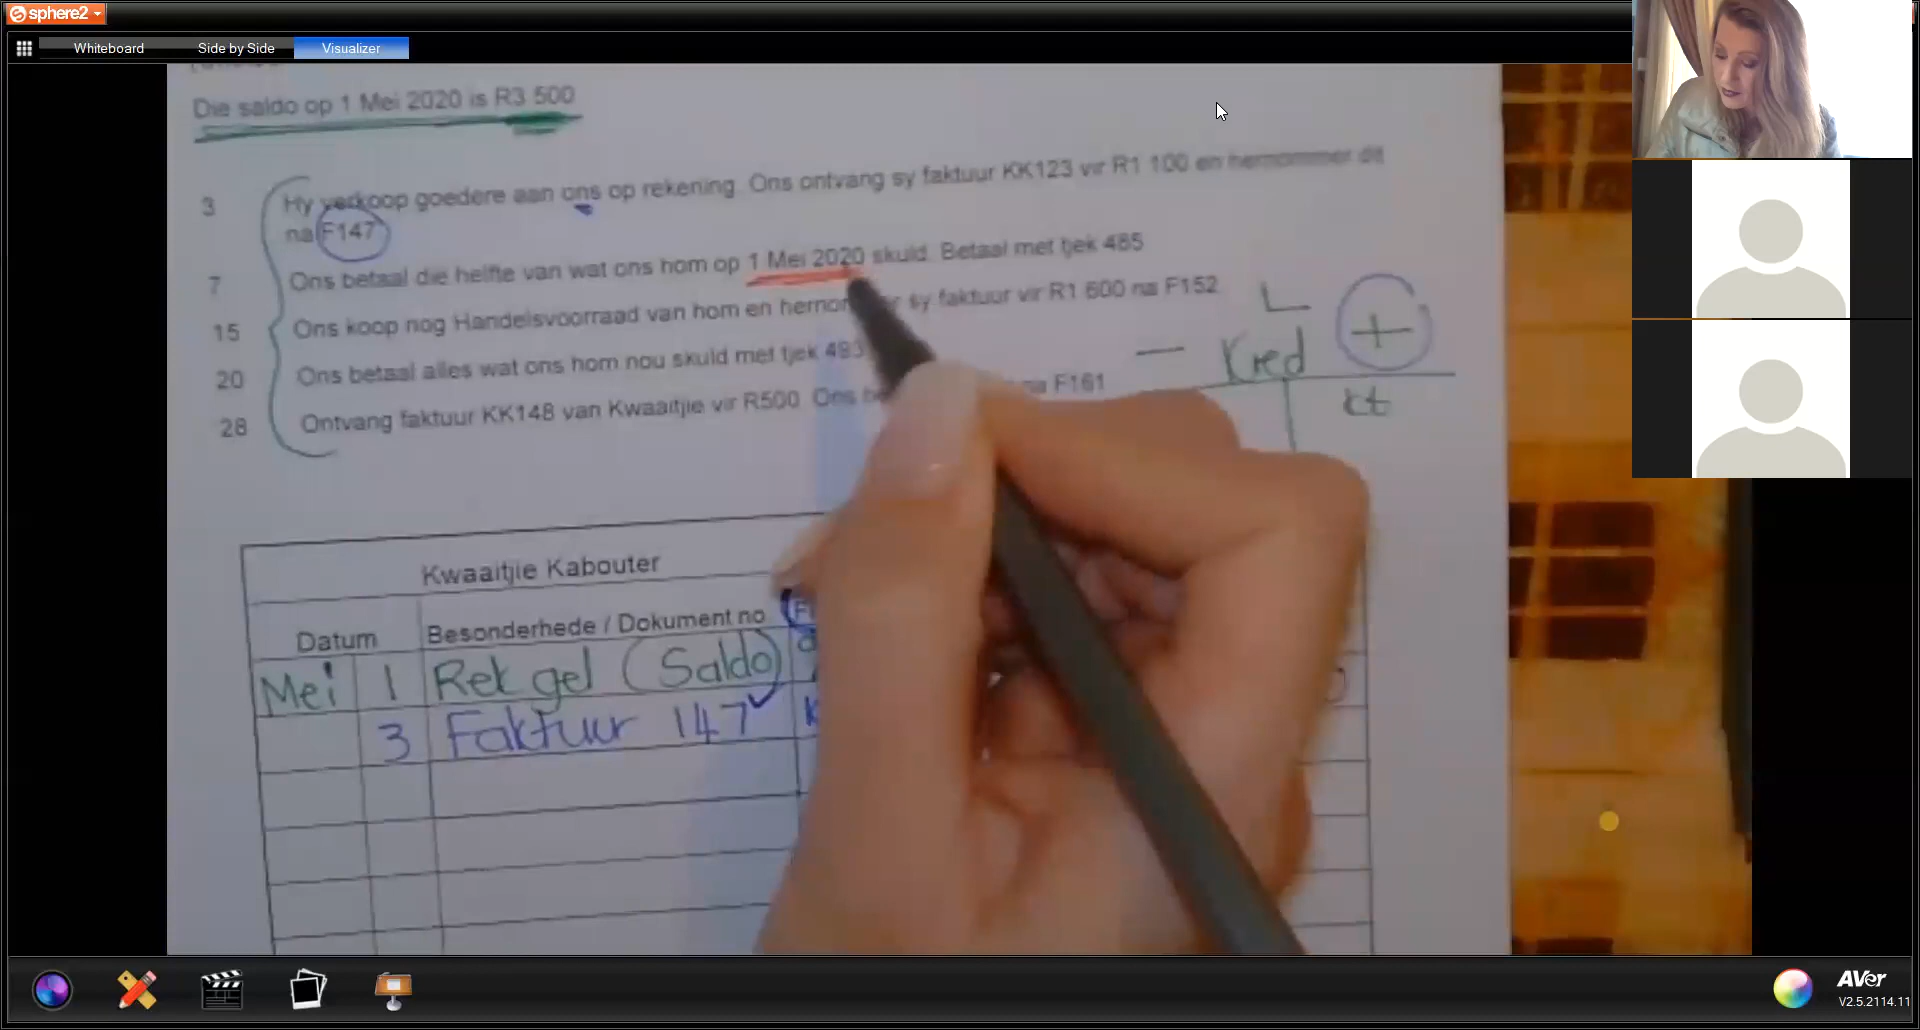 sphere2
Whiteboard Side by Side Visualizer
Die saldo op 1 Mei 2020 is R3 500
3 Hy verkoop goedere aan ons op rekening. Ons ontvang sy faktuur KK123 vir R1 100 en hernommer dit
na F147
7 Ons betaal die helfte van wat ons hom op 1 Mei 2020 skuld. Betaal met tjek 485
15 Ons koop nog Handelsvoorraad van hom en sy faktuur vir R1 600 na F152
20 Ons betaal alles wat ons hom nou skuld met tjek 493
28 Ontvang faktuur KK148 van Kwaaitjie vir R500. Ons na F161
L
− Kred +
kt
Kwaaitjie Kabouter
Datum Besonderhede / Dokument no
Mei 1 Rek gel (Saldo)
3 Faktuur 147 ✓
AVer
V2.5.2114.11